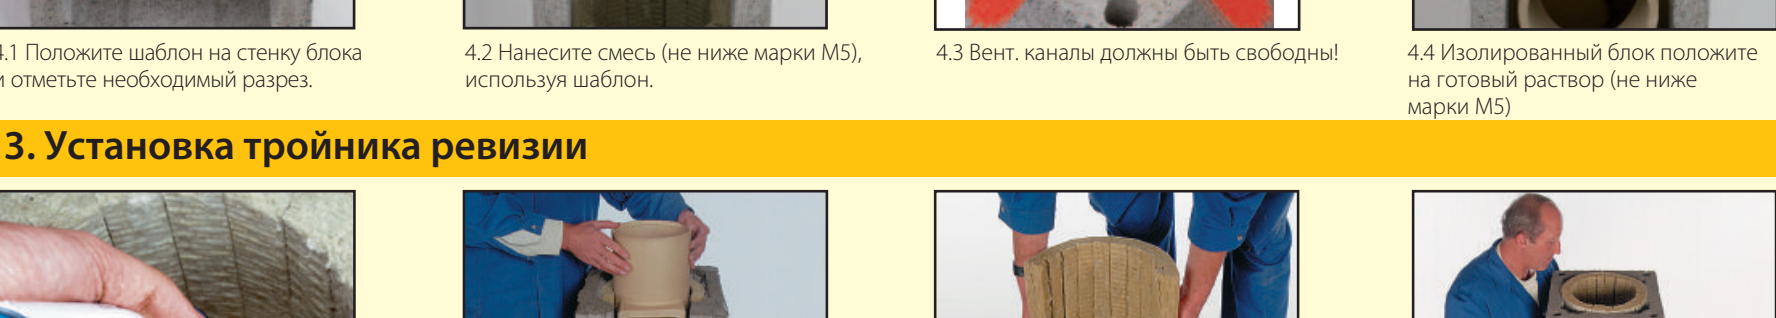 4.1 Положите шаблон на стенку блока
и отметьте необходимый разрез.
4.2 Нанесите смесь (не ниже марки М5),
используя шаблон.
4.3 Вент. каналы должны быть свободны!
4.4 Изолированный блок положите
на готовый раствор (не ниже
марки М5)
3. Установка тройника ревизии